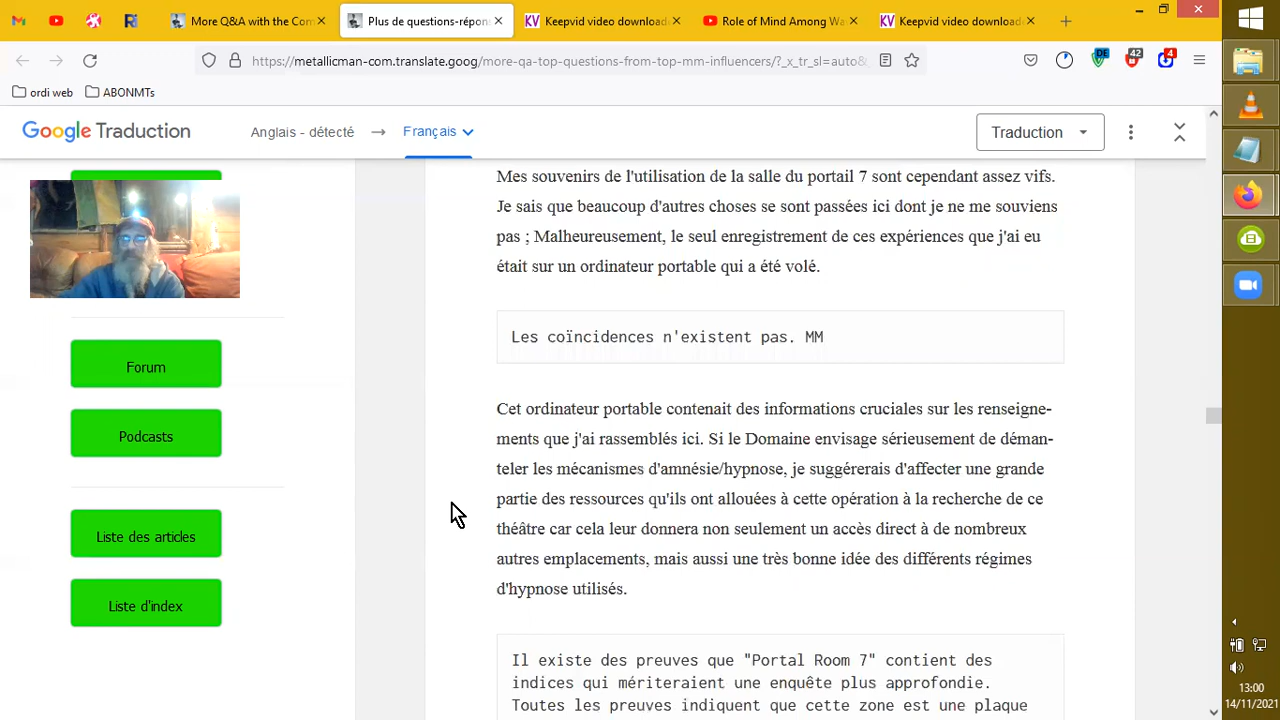 More Q&A with the Com
Plus de questions-répon
Keepvid video download
Role of Mind Among Wa
Keepvid video download
https://metallicman-com.translate.goog/more-qa-top-questions-from-the-mm-influencers/?_x_tr_sl=auto&
DE
42
4
ordi web
ABONMTs
Google Traduction
Anglais - détecté
Français
Traduction
Mes souvenirs de l'utilisation de la salle du portail 7 sont cependant assez vifs.
Je sais que beaucoup d'autres choses se sont passées ici dont je ne me souviens
pas ; Malheureusement, le seul enregistrement de ces expériences que j'ai eu
était sur un ordinateur portable qui a été volé.
Les coïncidences n'existent pas. MM
Forum
Podcasts
Liste des articles
Liste d'index
Cet ordinateur portable contenait des informations cruciales sur les renseigne-
ments que j'ai rassemblés ici. Si le Domaine envisage sérieusement de déman-
teler les mécanismes d'amnésie/hypnose, je suggérerais d'affecter une grande
partie des ressources qu'ils ont allouées à cette opération à la recherche de ce
théâtre car cela leur donnera non seulement un accès direct à de nombreux
autres emplacements, mais aussi une très bonne idée des différents régimes
d'hypnose utilisés.
Il existe des preuves que "Portal Room 7" contient des
indices qui mériteraient une enquête plus approfondie.
Toutes les preuves indiquent que cette zone est une plaque
13:00
14/11/2021